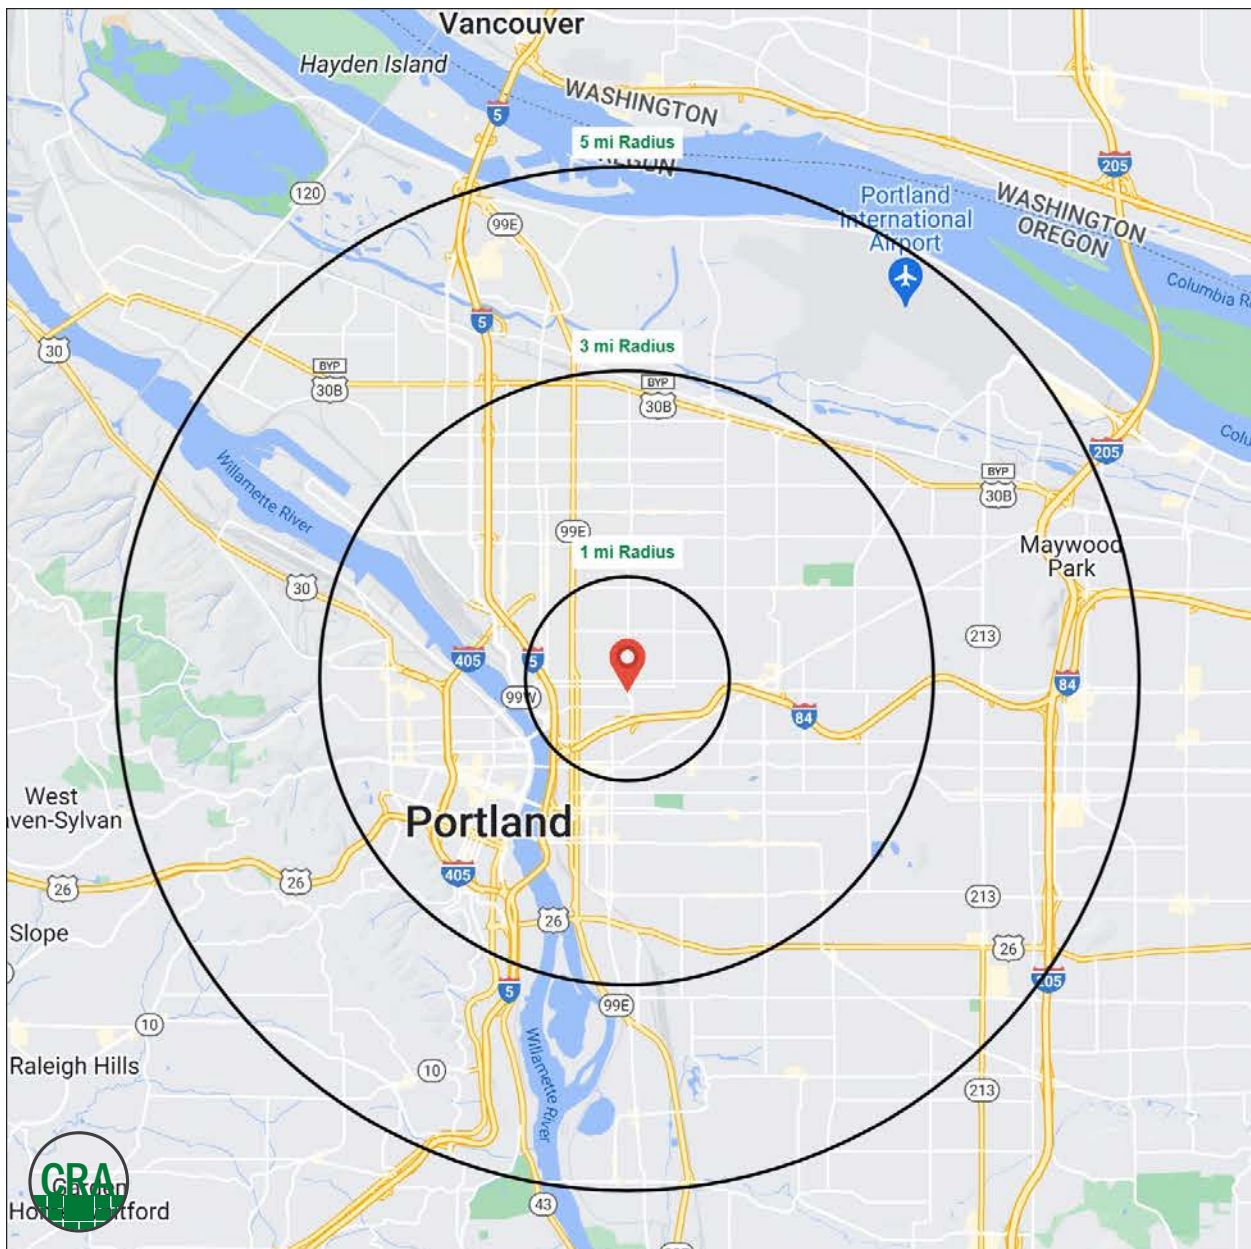 Vancouver
Hayden Island
WASHINGTON
5
5 mi Radius
205
120
Portland
International
Airport
WASHINGTON
OREGON
99E
Columbia
5
3 mi Radius
30
BYP
30B
BYP
30B
205
BYP
30B
Willamette River
99E
1 mi Radius
Maywood
Park
30
213
405
5
99W
84
84
West
Portland
26
26
405
213
26
26
Slope
5
205
99E
10
Raleigh Hills
10
213
Willamette River
CRA
43